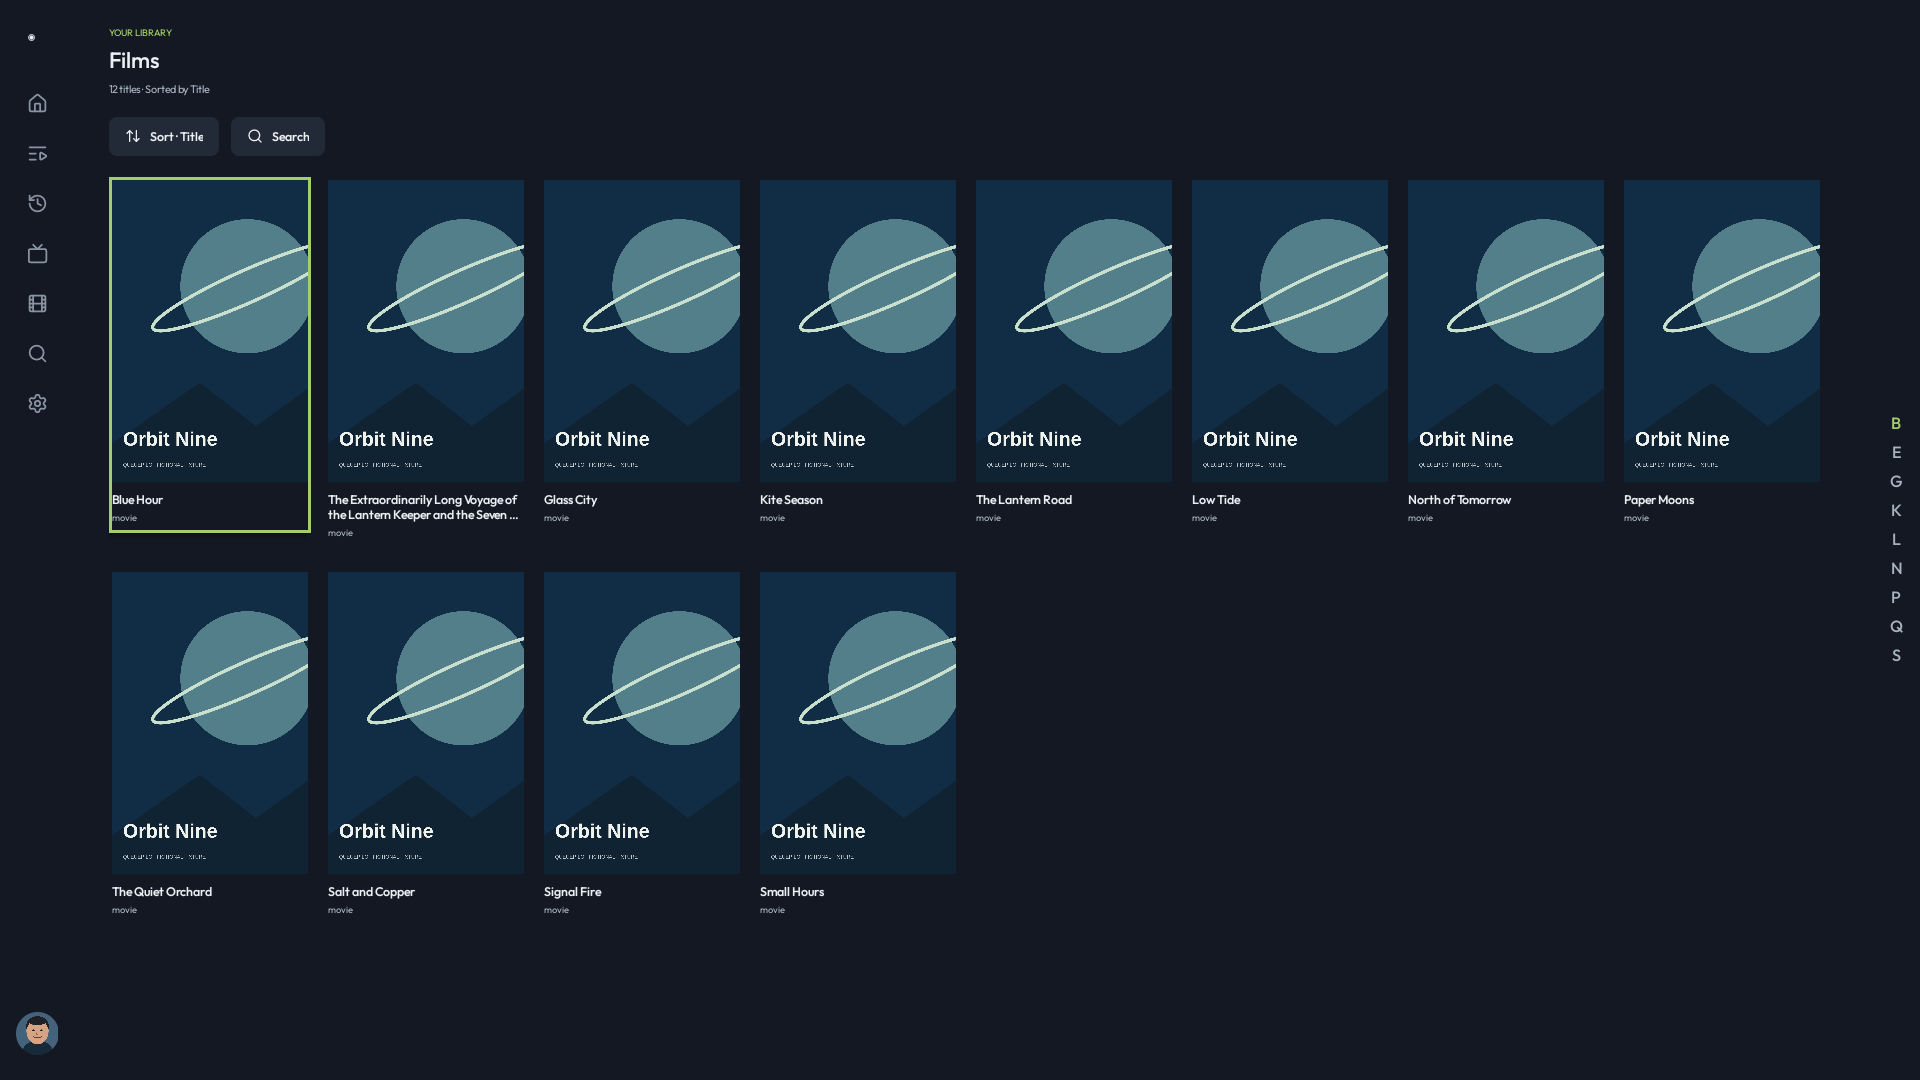 YOUR LIBRARY
Films
12 titles · Sorted by Title
Sort · Title
Search
Orbit Nine
Orbit Nine
Orbit Nine
Orbit Nine
Orbit Nine
Orbit Nine
Orbit Nine
Orbit Nine
Blue Hour
movie
The Extraordinarily Long Voyage of
the Lantern Keeper and the Seven ...
movie
Glass City
movie
Kite Season
movie
The Lantern Road
movie
Low Tide
movie
North of Tomorrow
movie
Paper Moons
movie
Orbit Nine
Orbit Nine
Orbit Nine
Orbit Nine
The Quiet Orchard
movie
Salt and Copper
movie
Signal Fire
movie
Small Hours
movie
B
E
G
K
L
N
P
Q
S